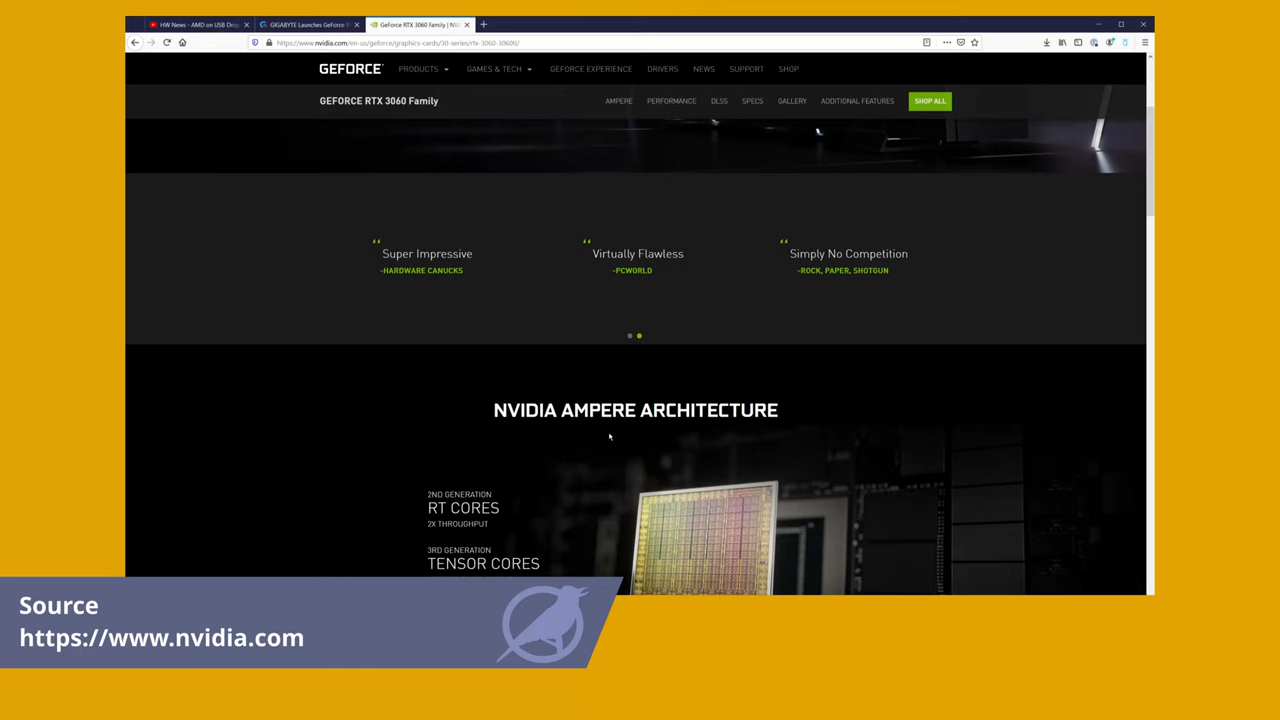 HW News - AMD on USB Drop
GIGABYTE Launches GeForce R
GeForce RTX 3060 Family | NV
https://www.nvidia.com/en-us/geforce/graphics-cards/30-series/rtx-3060-3060ti/
GEFORCE
PRODUCTS
GAMES & TECH
GEFORCE EXPERIENCE
DRIVERS
NEWS
SUPPORT
SHOP
GEFORCE RTX 3060 Family
AMPERE
PERFORMANCE
DLSS
SPECS
GALLERY
ADDITIONAL FEATURES
SHOP ALL
“ Super Impressive
-HARDWARE CANUCKS
“ Virtually Flawless
-PCWORLD
“ Simply No Competition
-ROCK, PAPER, SHOTGUN
NVIDIA AMPERE ARCHITECTURE
2ND GENERATION
RT CORES
2X THROUGHPUT
3RD GENERATION
TENSOR CORES
Source
https://www.nvidia.com